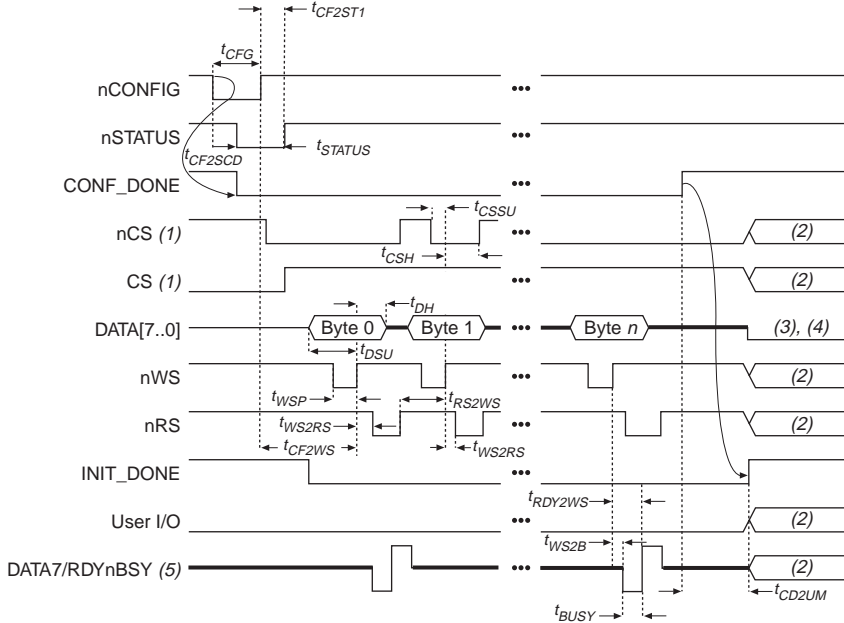 tCF2ST1
tCFG
nCONFIG
•••
•••
nSTATUS
tSTATUS
tCF2SCD
CONF_DONE
tCSSU
nCS (1)
(2)
tCSH
CS (1)
(2)
tDH
DATA[7..0]
Byte 0
Byte 1
Byte n
(3), (4)
tDSU
nWS
(2)
tWSP
tRS2WS
nRS
tWS2RS
(2)
tCF2WS
tWS2RS
INIT_DONE
tRDY2WS
User I/O
(2)
tWS2B
DATA7/RDYnBSY (5)
(2)
tCD2UM
tBUSY